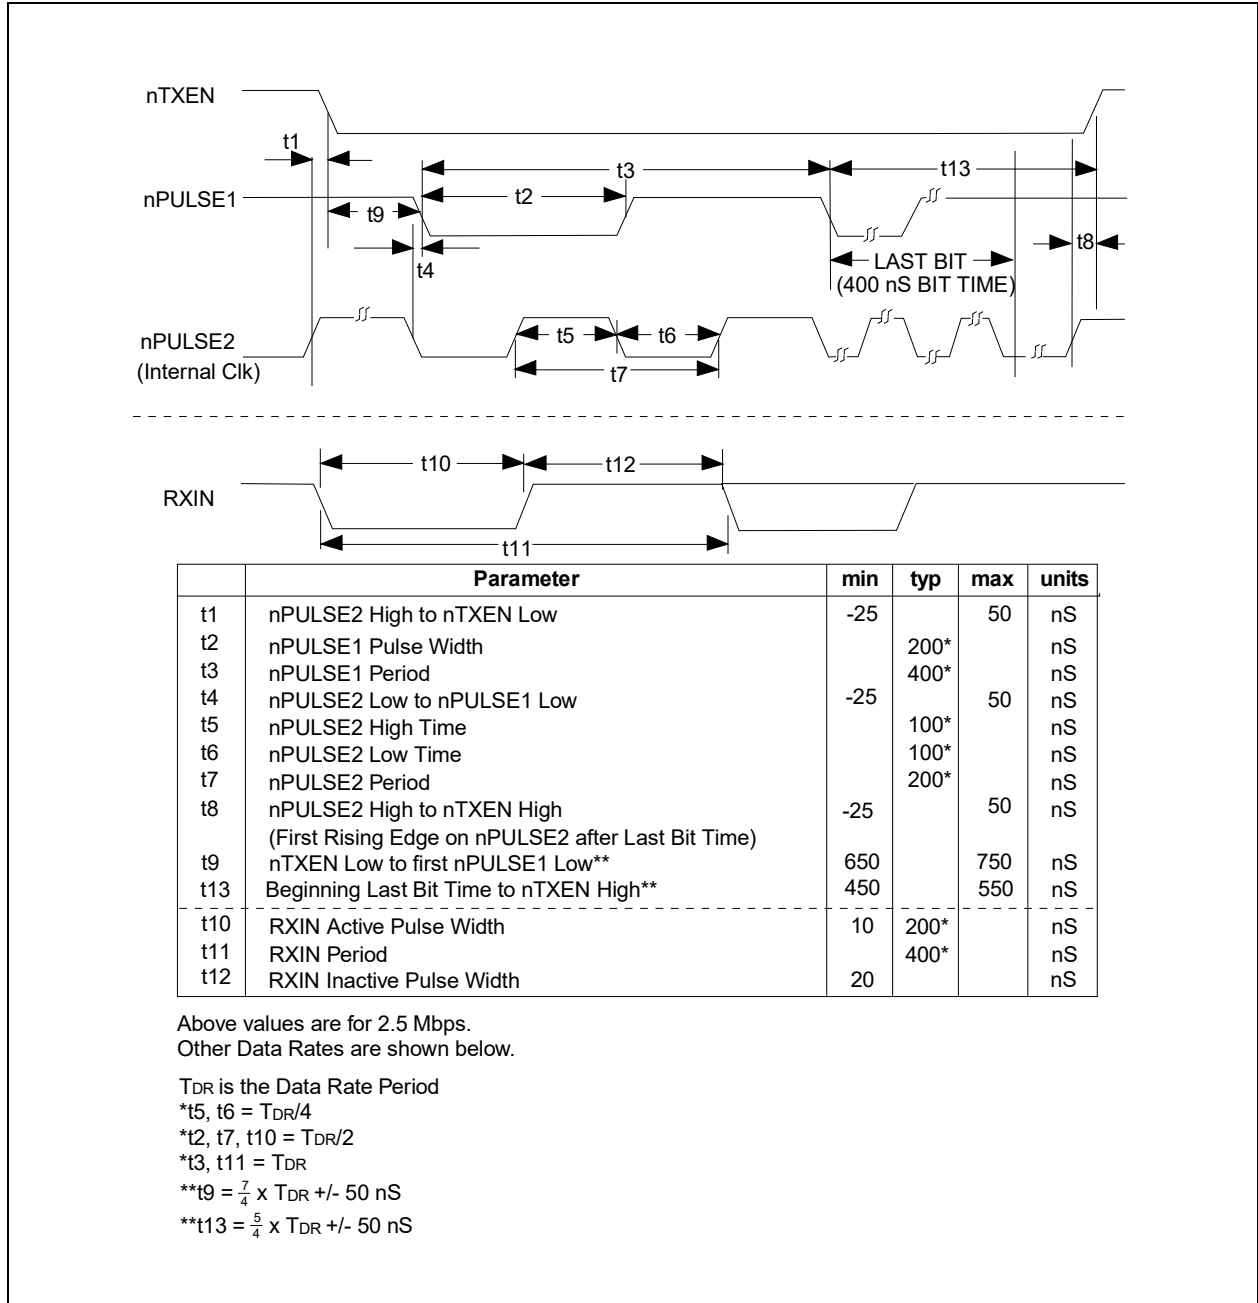 nTXEN
t1
t3
t13
nPULSE1
t2
t9
t8
t4
LAST BIT
(400 nS BIT TIME)
nPULSE2
(Internal Clk)
t5
t6
t7
t10
t12
RXIN
t11
Parameter min typ max units
t1 nPULSE2 High to nTXEN Low -25 50 nS
t2 nPULSE1 Pulse Width 200* nS
t3 nPULSE1 Period 400* nS
t4 nPULSE2 Low to nPULSE1 Low -25 50 nS
t5 nPULSE2 High Time 100* nS
t6 nPULSE2 Low Time 100* nS
t7 nPULSE2 Period 200* nS
t8 nPULSE2 High to nTXEN High -25 50 nS
(First Rising Edge on nPULSE2 after Last Bit Time)
t9 nTXEN Low to first nPULSE1 Low** 650 750 nS
t13 Beginning Last Bit Time to nTXEN High** 450 550 nS
t10 RXIN Active Pulse Width 10 200* nS
t11 RXIN Period 400* nS
t12 RXIN Inactive Pulse Width 20 nS
Above values are for 2.5 Mbps.
Other Data Rates are shown below.
TDR is the Data Rate Period
*t5, t6 = TDR/4
*t2, t7, t10 = TDR/2
*t3, t11 = TDR
**t9 = 7/4 x TDR +/- 50 nS
**t13 = 5/4 x TDR +/- 50 nS